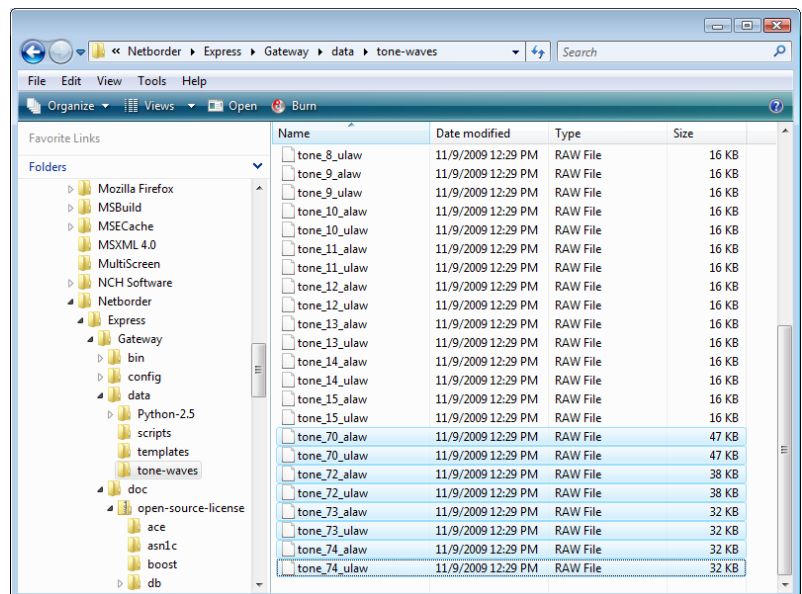 « Netborder Express Gateway data tone-waves Search
File Edit View Tools Help
Organize Views Open Burn
Favorite Links
Folders
Mozilla Firefox
MSBuild
MSECache
MSXML 4.0
MultiScreen
NCH Software
Netborder
Express
Gateway
bin
config
data
Python-2.5
scripts
templates
tone-waves
doc
open-source-license
ace
asn1c
boost
db
Name Date modified Type Size
tone_8_ulaw 11/9/2009 12:29 PM RAW File 16 KB
tone_9_alaw 11/9/2009 12:29 PM RAW File 16 KB
tone_9_ulaw 11/9/2009 12:29 PM RAW File 16 KB
tone_10_alaw 11/9/2009 12:29 PM RAW File 16 KB
tone_10_ulaw 11/9/2009 12:29 PM RAW File 16 KB
tone_11_alaw 11/9/2009 12:29 PM RAW File 16 KB
tone_11_ulaw 11/9/2009 12:29 PM RAW File 16 KB
tone_12_alaw 11/9/2009 12:29 PM RAW File 16 KB
tone_12_ulaw 11/9/2009 12:29 PM RAW File 16 KB
tone_13_alaw 11/9/2009 12:29 PM RAW File 16 KB
tone_13_ulaw 11/9/2009 12:29 PM RAW File 16 KB
tone_14_alaw 11/9/2009 12:29 PM RAW File 16 KB
tone_14_ulaw 11/9/2009 12:29 PM RAW File 16 KB
tone_15_alaw 11/9/2009 12:29 PM RAW File 16 KB
tone_15_ulaw 11/9/2009 12:29 PM RAW File 16 KB
tone_70_alaw 11/9/2009 12:29 PM RAW File 47 KB
tone_70_ulaw 11/9/2009 12:29 PM RAW File 47 KB
tone_72_alaw 11/9/2009 12:29 PM RAW File 38 KB
tone_72_ulaw 11/9/2009 12:29 PM RAW File 38 KB
tone_73_alaw 11/9/2009 12:29 PM RAW File 32 KB
tone_73_ulaw 11/9/2009 12:29 PM RAW File 32 KB
tone_74_alaw 11/9/2009 12:29 PM RAW File 32 KB
tone_74_ulaw 11/9/2009 12:29 PM RAW File 32 KB